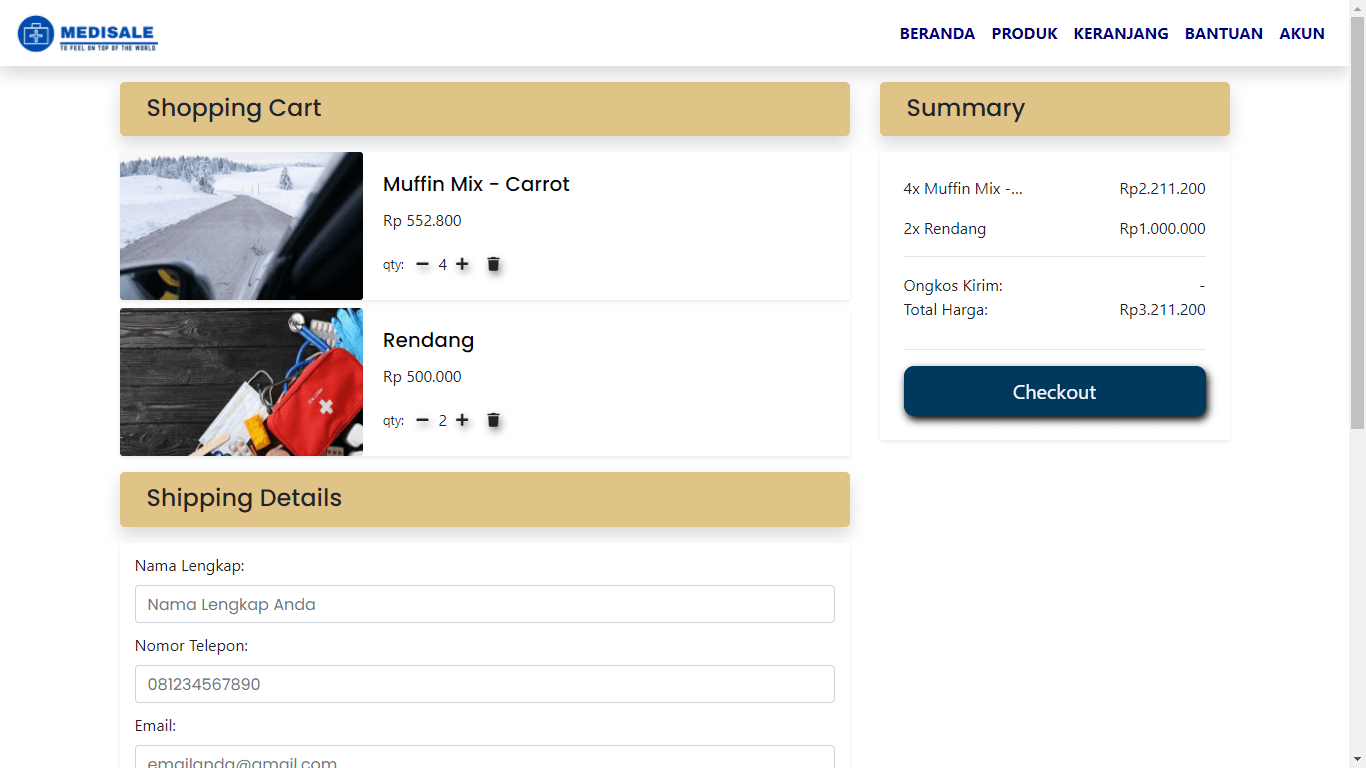 MEDISALE
TO FEEL ON TOP OF THE WORLD
BERANDA PRODUK KERANJANG BANTUAN AKUN
Shopping Cart
Muffin Mix - Carrot
Rp 552.800
qty: − 4 +
Rendang
Rp 500.000
qty: − 2 +
Shipping Details
Nama Lengkap:
Nama Lengkap Anda
Nomor Telepon:
081234567890
Email:
emailanda@gmail.com
Summary
4x Muffin Mix -... Rp2.211.200
2x Rendang Rp1.000.000
Ongkos Kirim: -
Total Harga: Rp3.211.200
Checkout